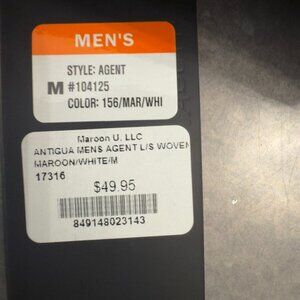 MEN'S
STYLE: AGENT
M #104125
COLOR: 156/MAR/WHI
Maroon U, LLC
ANTIGUA MENS AGENT L/S WOVEN
MAROON/WHITE/M
17316
$49.95
849148023143